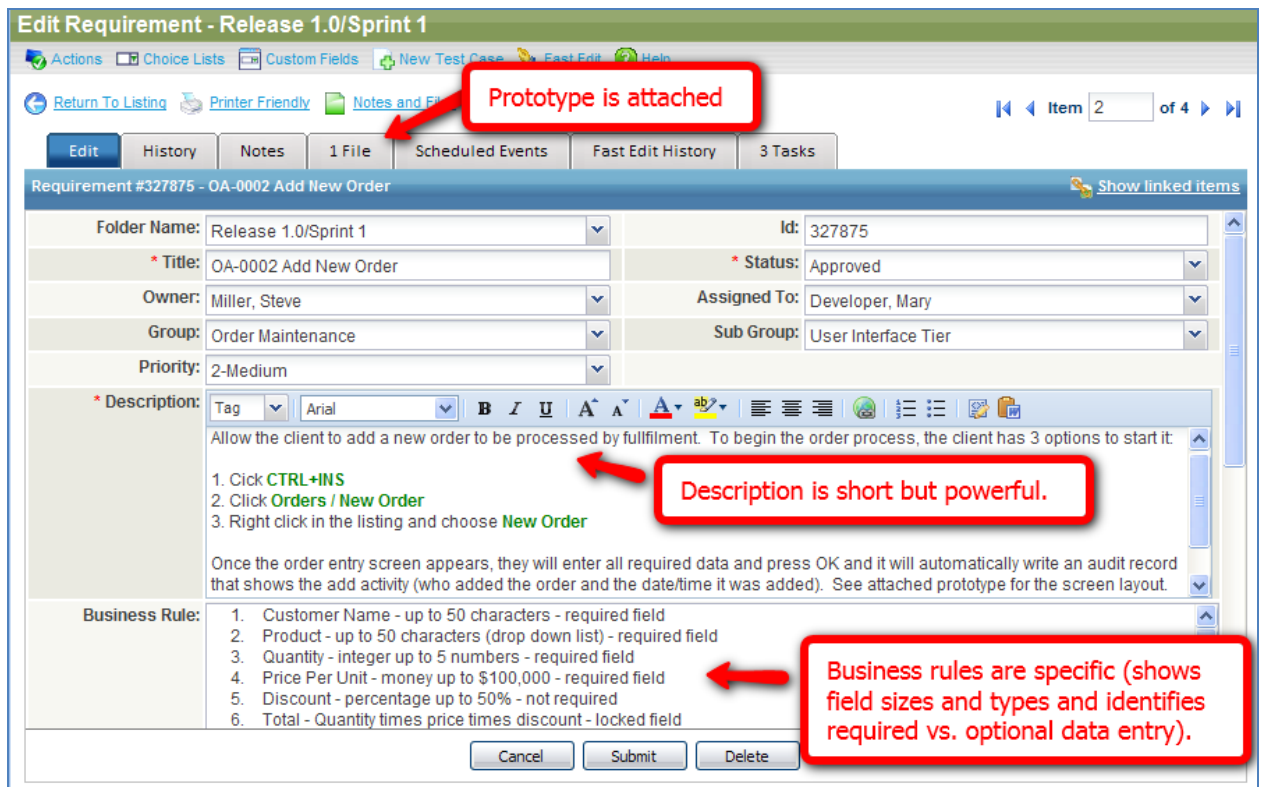 Edit Requirement - Release 1.0/Sprint 1
Actions Choice Lists Custom Fields New Test Case Fast Edit Help
Prototype is attached
Return To Listing Printer Friendly Notes and
Item 2 of 4
Edit History Notes 1 File Scheduled Events Fast Edit History 3 Tasks
Requirement #327875 - OA-0002 Add New Order Show linked items
Folder Name: Release 1.0/Sprint 1 Id: 327875
* Title: OA-0002 Add New Order * Status: Approved
Owner: Miller, Steve Assigned To: Developer, Mary
Group: Order Maintenance Sub Group: User Interface Tier
Priority: 2-Medium
* Description: Tag Arial B I U A A A ab
Allow the client to add a new order to be processed by fullfilment. To begin the order process, the client has 3 options to start it:
1. Cick CTRL+INS
2. Click Orders / New Order
3. Right click in the listing and choose New Order
Description is short but powerful.
Once the order entry screen appears, they will enter all required data and press OK and it will automatically write an audit record
that shows the add activity (who added the order and the date/time it was added). See attached prototype for the screen layout.
Business Rule: 1. Customer Name - up to 50 characters - required field
2. Product - up to 50 characters (drop down list) - required field
3. Quantity - integer up to 5 numbers - required field
4. Price Per Unit - money up to $100,000 - required field
5. Discount - percentage up to 50% - not required
6. Total - Quantity times price times discount - locked field
Business rules are specific (shows
field sizes and types and identifies
required vs. optional data entry).
Cancel Submit Delete